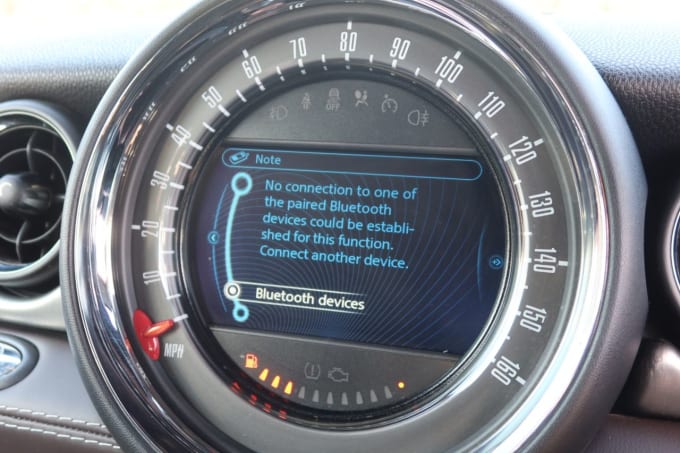 10
20
30
40
50
60
70
80
90
100
110
120
130
140
150
160
MPH
OFF
Note
No connection to one of
the paired Bluetooth
devices could be establi-
shed for this function.
Connect another device.
Bluetooth devices